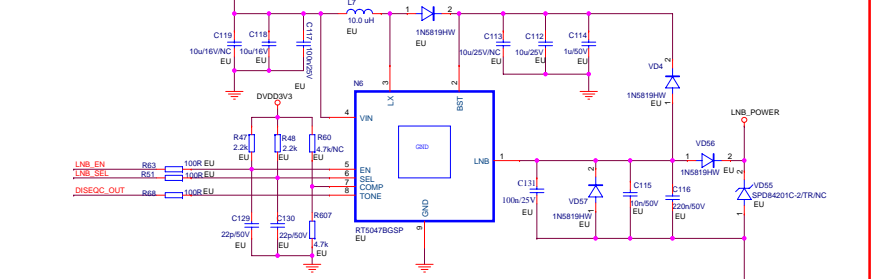 L7
10.0 uH
EU
1
2
1N5819HW
EU
C119
10u/16V/NC
EU
C118
10u/16V
EU
C117
100n/25V
EU
C113
10u/25V/NC
EU
C112
10u/25V
EU
C114
1u/50V
EU
2
VD4
1N5819HW
EU
1
DVDD3V3
N6
3
LX
2
BST
4
VIN
GND
LNB
1
LNB_POWER
R47
2.2k
EU
R48
2.2k
EU
R60
4.7k/NC
EU
LNB_EN
R63
100R
EU
5
EN
LNB_SEL
R51
100R
EU
6
SEL
7
COMP
DISEQC_OUT
R68
100R
EU
8
TONE
GND
9
RT5047BGSP
EU
VD56
1
2
1N5819HW
EU
C131
100n/25V
2
VD57
1
1N5819HW
EU
C115
10n/50V
EU
C116
220n/50V
EU
2
VD55
SPD84201C-2/TR/NC
1
EU
C129
22p/50V
EU
C130
22p/50V
EU
R607
4.7k
EU